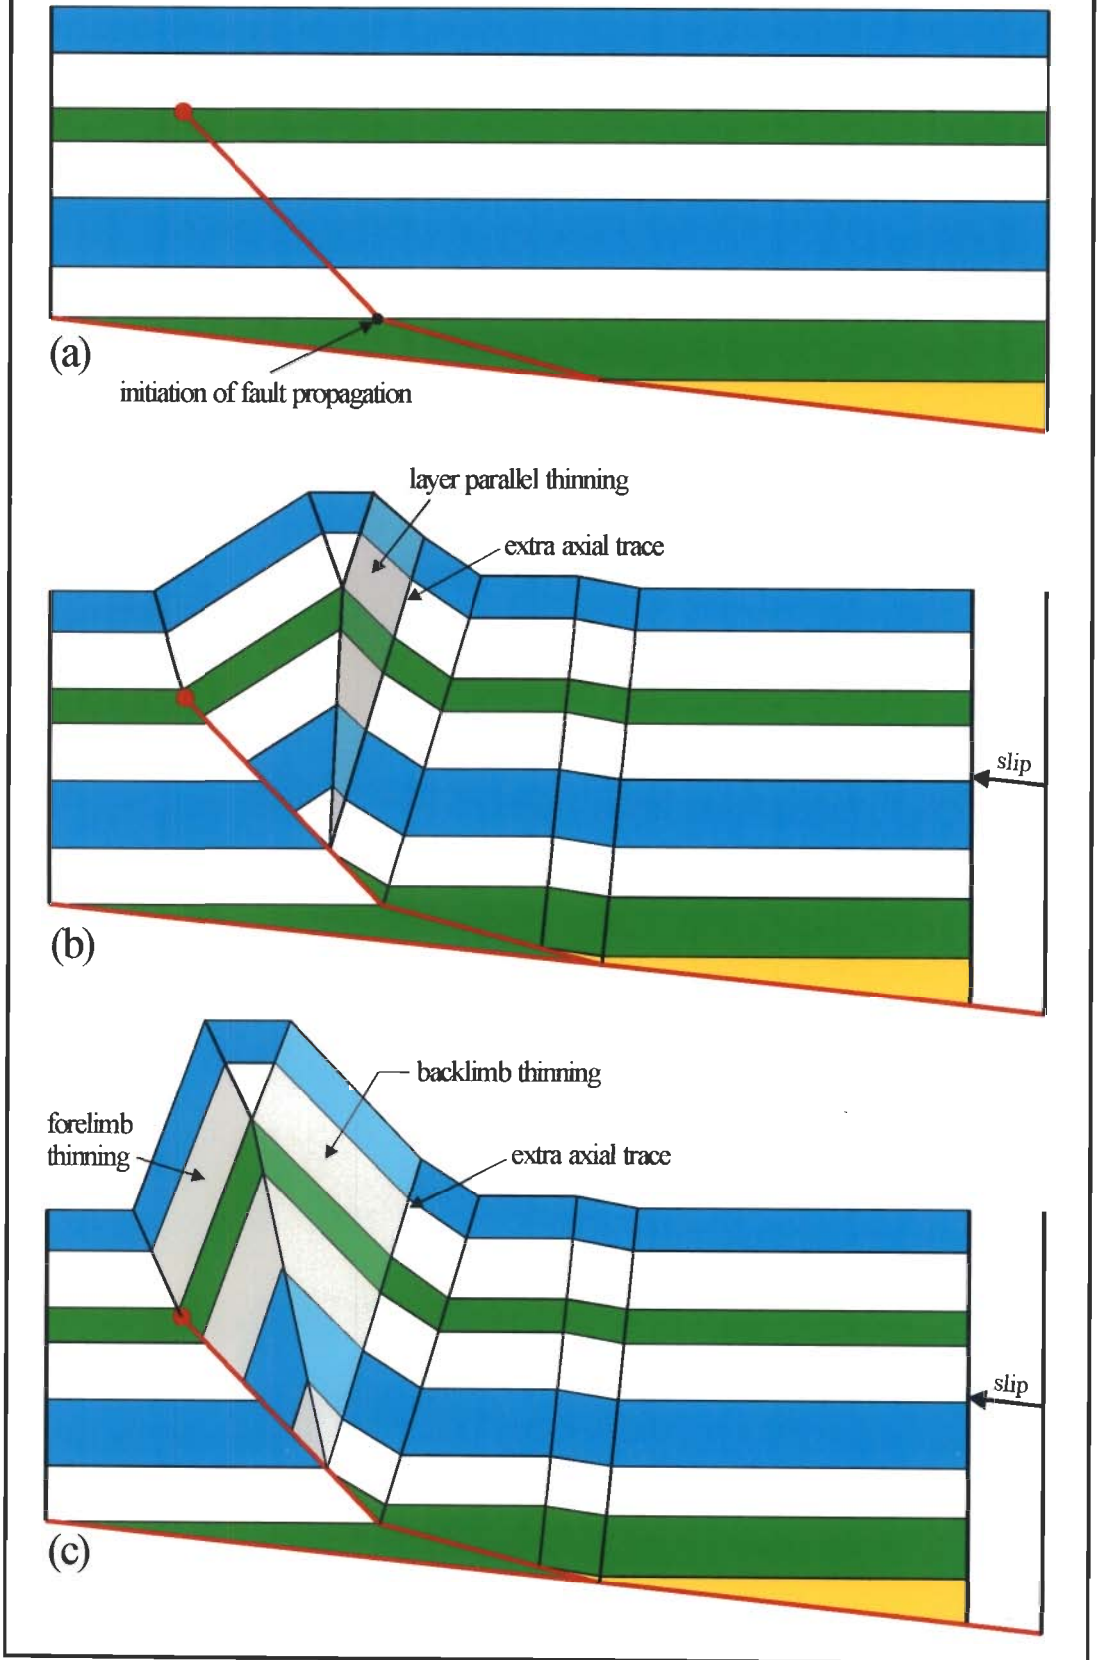 (a)
initiation of fault propagation
layer parallel thinning
extra axial trace
slip
(b)
backlimb thinning
forelimb
thinning
extra axial trace
slip
(c)